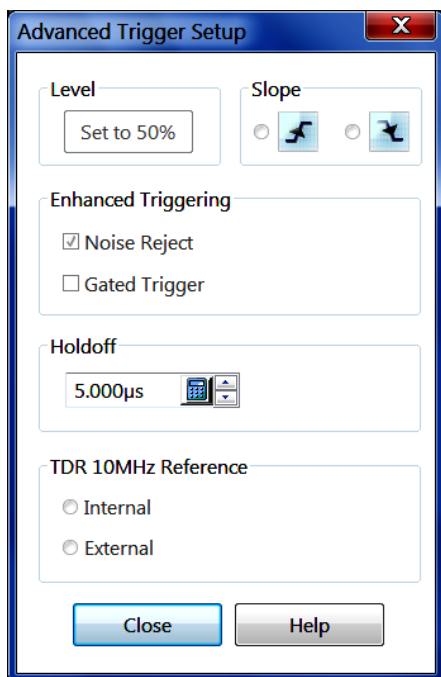 Advanced Trigger Setup
X
Level
Set to 50%
Slope
Enhanced Triggering
Noise Reject
Gated Trigger
Holdoff
5.000µs
TDR 10MHz Reference
Internal
External
Close
Help